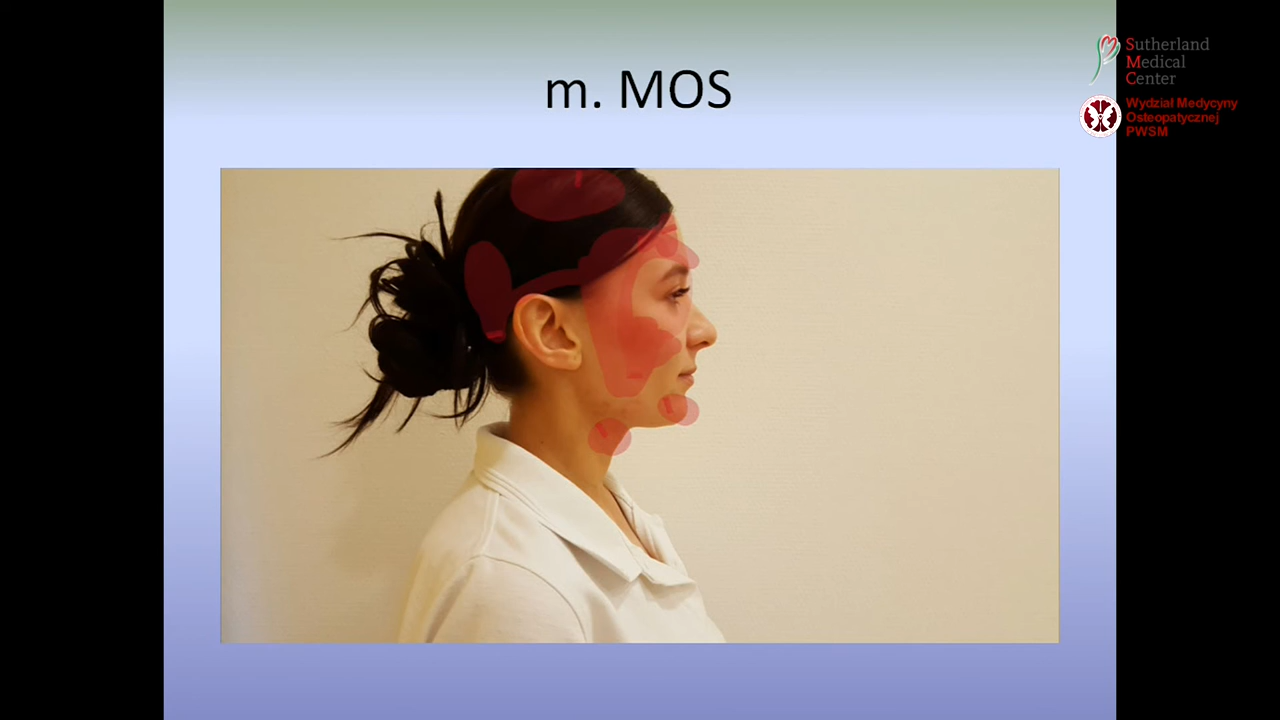 m. MOS
Sutherland
Medical
Center
Wydział Medycyny
Osteopatycznej
PWSM